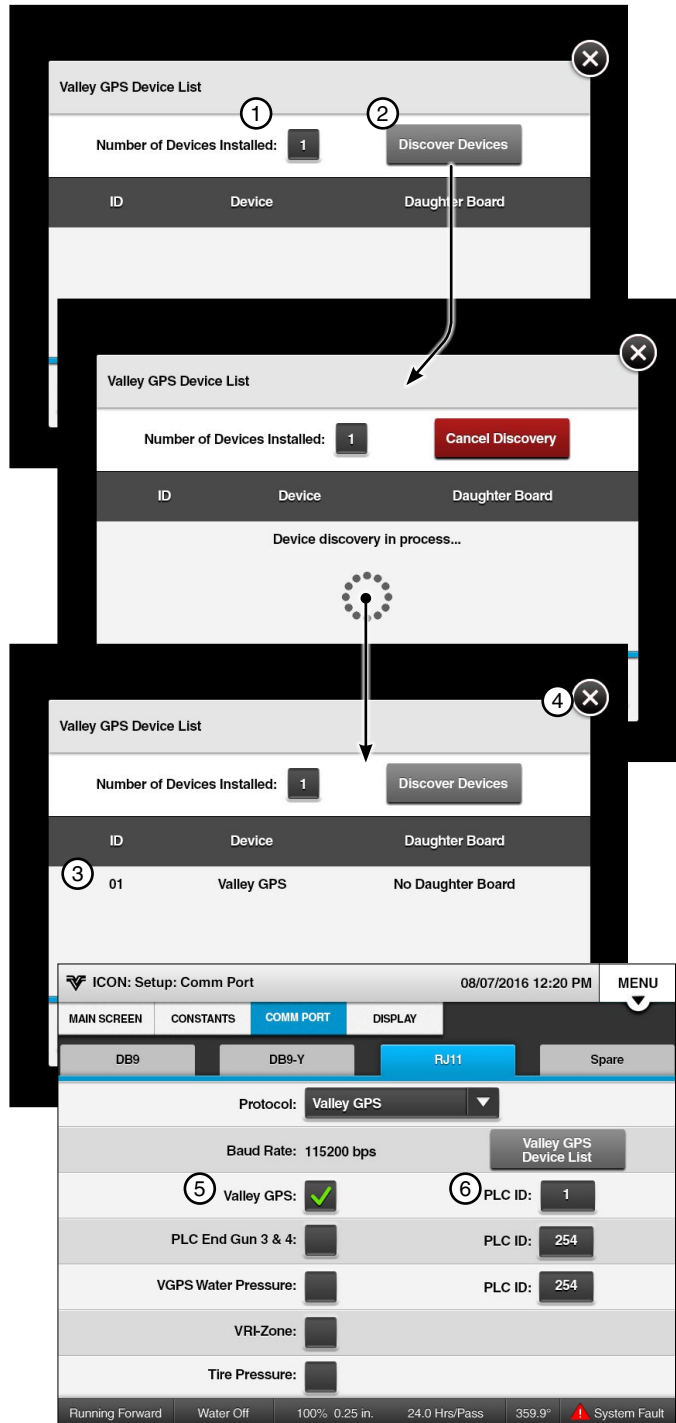 Valley GPS Device List
1 2
Number of Devices Installed: 1 Discover Devices
ID Device Daughter Board
Valley GPS Device List
Number of Devices Installed: 1 Cancel Discovery
ID Device Daughter Board
Device discovery in process...
4
Valley GPS Device List
Number of Devices Installed: 1 Discover Devices
ID Device Daughter Board
3 01 Valley GPS No Daughter Board
ICON: Setup: Comm Port 08/07/2016 12:20 PM MENU
MAIN SCREEN CONSTANTS COMM PORT DISPLAY
DB9 DB9-Y RJ11 Spare
Protocol: Valley GPS
Baud Rate: 115200 bps Valley GPS
Device List
5 Valley GPS: 6 PLC ID: 1
PLC End Gun 3 & 4: PLC ID: 254
VGPS Water Pressure: PLC ID: 254
VRI-Zone:
Tire Pressure:
Running Forward Water Off 100% 0.25 in. 24.0 Hrs/Pass 359.9° System Fault